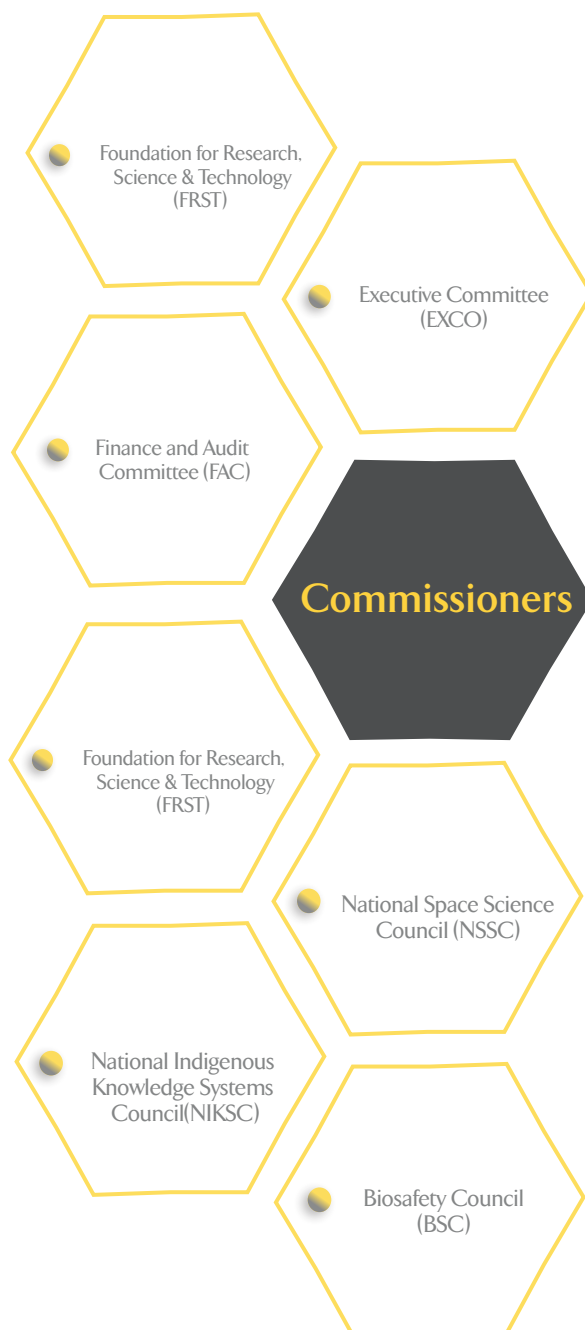 Foundation for Research,
Science & Technology
(FRST)
Executive Committee
(EXCO)
Finance and Audit
Committee (FAC)
Commissioners
Foundation for Research,
Science & Technology
(FRST)
National Space Science
Council (NSSC)
National Indigenous
Knowledge Systems
Council(NIKSC)
Biosafety Council
(BSC)